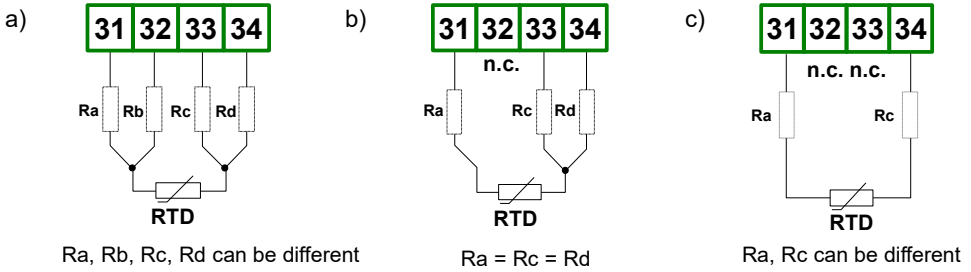 a)
31 32 33 34
Ra Rb Rc Rd
RTD
Ra, Rb, Rc, Rd can be different
b)
31 32 33 34
n.c.
Ra Rc Rd
RTD
Ra = Rc = Rd
c)
31 32 33 34
n.c. n.c.
Ra Rc
RTD
Ra, Rc can be different